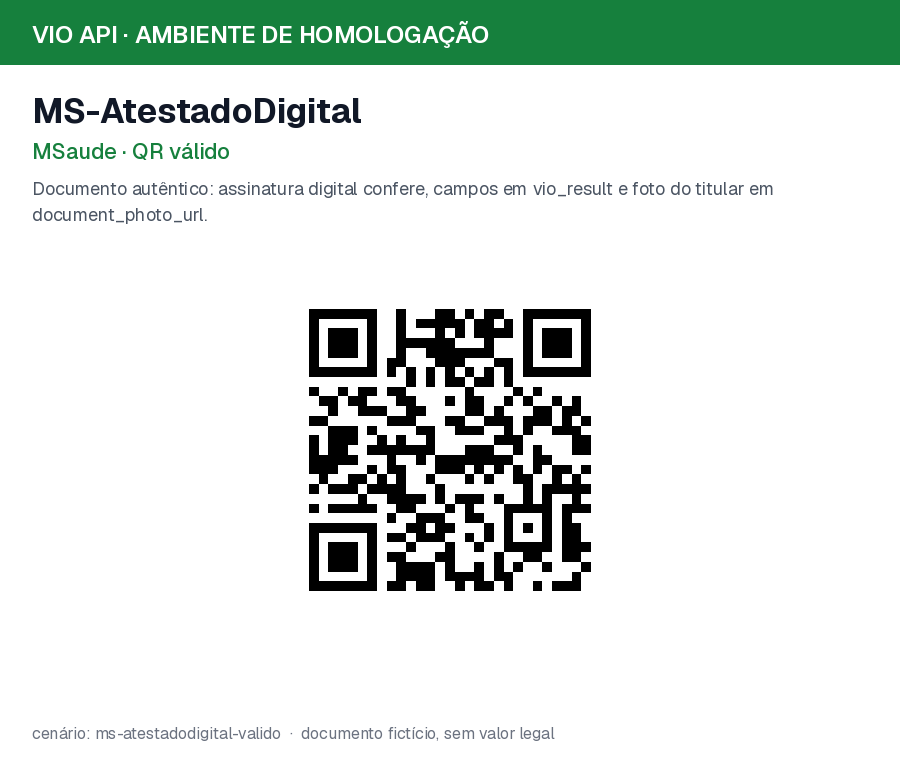 VIO API · AMBIENTE DE HOMOLOGAÇÃO
MS-AtestadoDigital
MSaude · QR válido
Documento autêntico: assinatura digital confere, campos em vio_result e foto do titular em
document_photo_url.
cenário: ms-atestadodigital-valido · documento fictício, sem valor legal